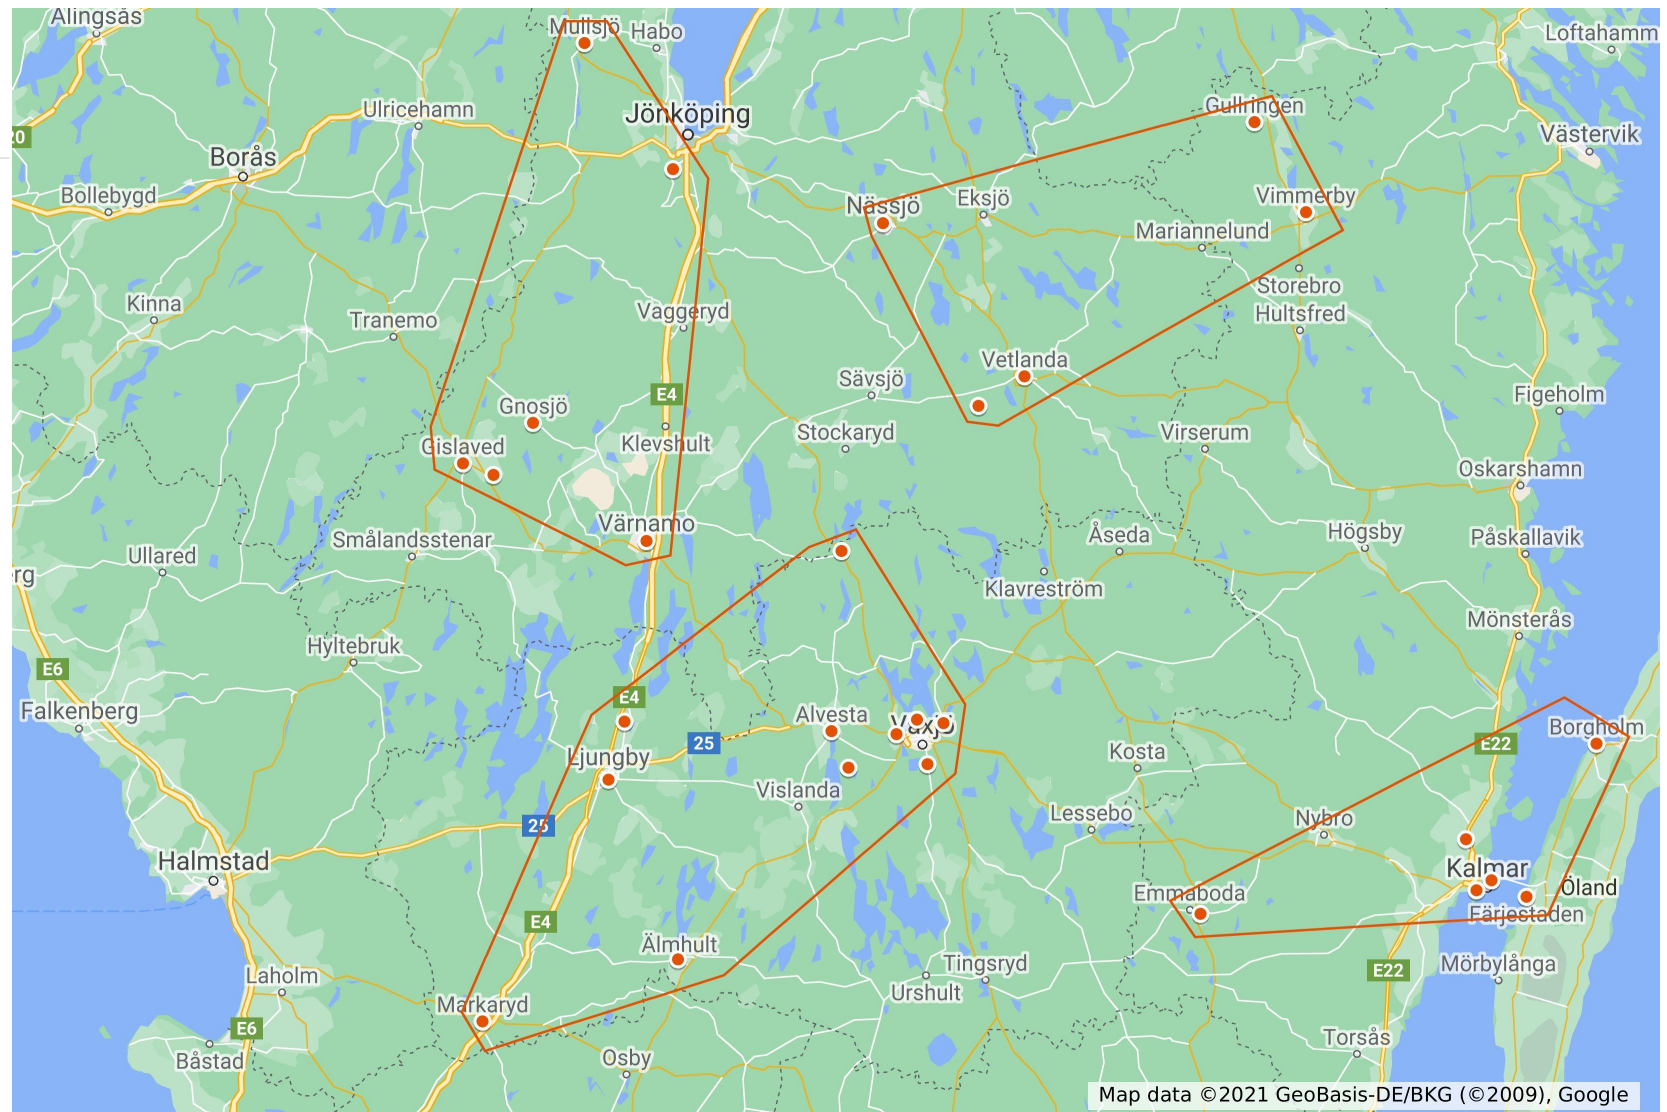 Alingsås
Mullsjö
Habo
Loftahamm
Ulricehamn
Jönköping
Gullringen
20
Västervik
Borås
Bollebygd
Nässjö
Eksjö
Vimmerby
Mariannelund
Kinna
Tranemo
Vaggeryd
Storebro
Hultsfred
Vetlanda
Sävsjö
E4
Figeholm
Gnosjö
Gislaved
Klevshult
Stockaryd
Virserum
Oskarshamn
Värnamo
Smålandsstenar
Ullared
Åseda
Högsby
Påskallavik
rg
Klavreström
Mönsterås
Hyltebruk
E6
E4
Falkenberg
Alvesta
Växjö
Borgholm
25
E22
Ljungby
Kosta
Vislanda
Lessebo
Nybro
25
Halmstad
Kalmar
Öland
Emmaboda
Färjestaden
E4
Älmhult
Tingsryd
Mörbylånga
E22
Laholm
Urshult
Markaryd
E6
Båstad
Osby
Torsås
Map data ©2021 GeoBasis-DE/BKG (©2009), Google